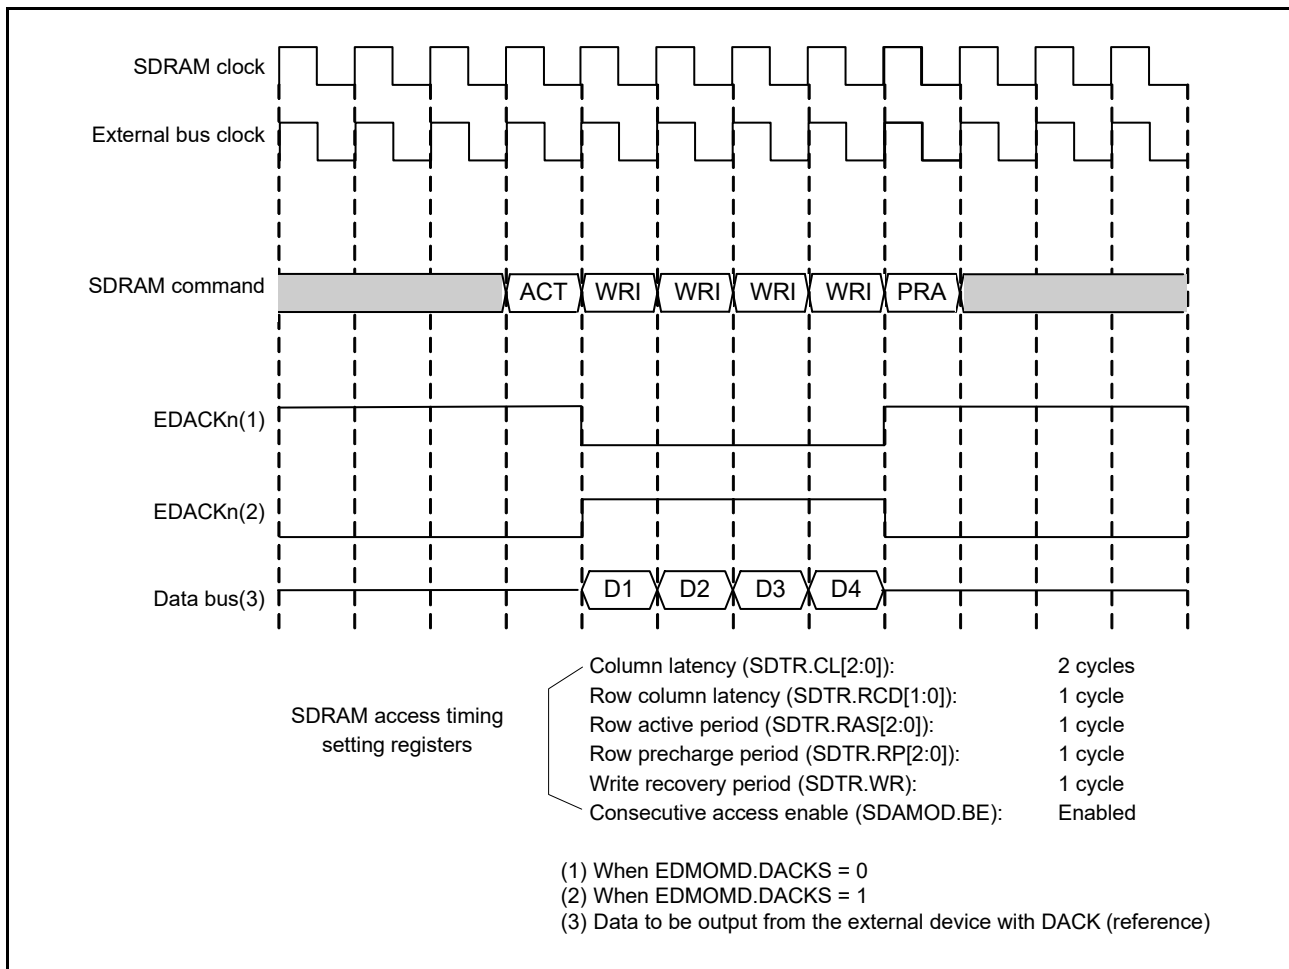 SDRAM clock
External bus clock
SDRAM command
ACT WRI WRI WRI WRI PRA
EDACKn(1)
EDACKn(2)
Data bus(3)
D1 D2 D3 D4
SDRAM access timing
setting registers
Column latency (SDTR.CL[2:0]): 2 cycles
Row column latency (SDTR.RCD[1:0]): 1 cycle
Row active period (SDTR.RAS[2:0]): 1 cycle
Row precharge period (SDTR.RP[2:0]): 1 cycle
Write recovery period (SDTR.WR): 1 cycle
Consecutive access enable (SDAMOD.BE): Enabled
(1) When EDMOMD.DACKS = 0
(2) When EDMOMD.DACKS = 1
(3) Data to be output from the external device with DACK (reference)